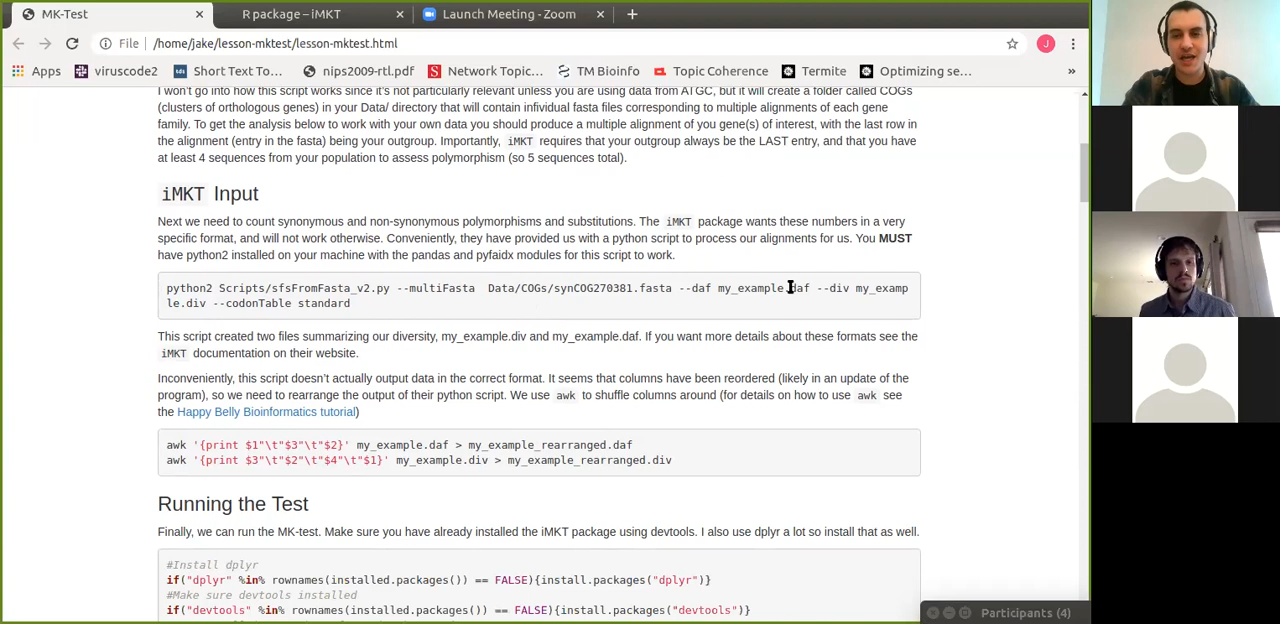 MK-Test
R package – iMKT
Launch Meeting - Zoom
File | /home/jake/lesson-mktest/lesson-mktest.html
J
Apps viruscode2 Short Text To… nips2009-rtl.pdf Network Topic… TM Bioinfo Topic Coherence Termite Optimizing se… »
I won't go into how this script works since it's not particularly relevant unless you are using data from ATGC, but it will create a folder called COGs
(clusters of orthologous genes) in your Data/ directory that will contain infividual fasta files corresponding to multiple alignments of each gene
family. To get the analysis below to work with your own data you should produce a multiple alignment of you gene(s) of interest, with the last row in
the alignment (entry in the fasta) being your outgroup. Importantly, iMKT requires that your outgroup always be the LAST entry, and that you have
at least 4 sequences from your population to assess polymorphism (so 5 sequences total).
iMKT Input
Next we need to count synonymous and non-synonymous polymorphisms and substitutions. The iMKT package wants these numbers in a very
specific format, and will not work otherwise. Conveniently, they have provided us with a python script to process our alignments for us. You MUST
have python2 installed on your machine with the pandas and pyfaidx modules for this script to work.
python2 Scripts/sfsFromFasta_v2.py --multiFasta  Data/COGs/synCOG270381.fasta --daf my_example.daf --div my_examp
le.div --codonTable standard
This script created two files summarizing our diversity, my_example.div and my_example.daf. If you want more details about these formats see the
iMKT documentation on their website.
Inconveniently, this script doesn't actually output data in the correct format. It seems that columns have been reordered (likely in an update of the
program), so we need to rearrange the output of their python script. We use awk to shuffle columns around (for details on how to use awk see
the Happy Belly Bioinformatics tutorial)
awk '{print $1"\t"$3"\t"$2}' my_example.daf > my_example_rearranged.daf
awk '{print $3"\t"$2"\t"$4"\t"$1}' my_example.div > my_example_rearranged.div
Running the Test
Finally, we can run the MK-test. Make sure you have already installed the iMKT package using devtools. I also use dplyr a lot so install that as well.
#Install dplyr
if("dplyr" %in% rownames(installed.packages()) == FALSE){install.packages("dplyr")}
#Make sure devtools installed
if("devtools" %in% rownames(installed.packages()) == FALSE){install.packages("devtools")}
Participants (4)